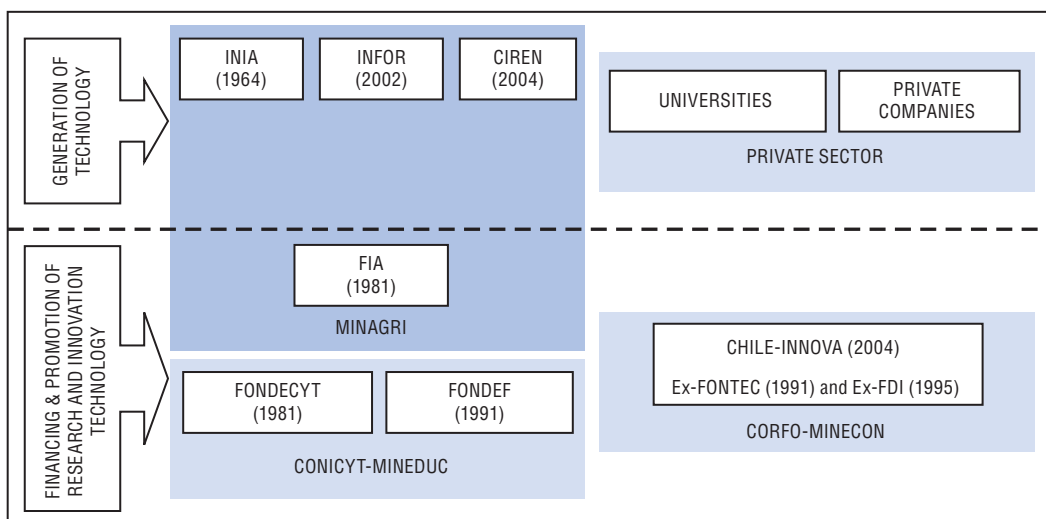 GENERATION OF
TECHNOLOGY
INIA
(1964)
INFOR
(2002)
CIREN
(2004)
UNIVERSITIES
PRIVATE
COMPANIES
PRIVATE SECTOR
FINANCING & PROMOTION OF
RESEARCH AND INNOVATION
TECHNOLOGY
FIA
(1981)
MINAGRI
FONDECYT
(1981)
FONDEF
(1991)
CONICYT-MINEDUC
CHILE-INNOVA (2004)
Ex-FONTEC (1991) and Ex-FDI (1995)
CORFO-MINECON